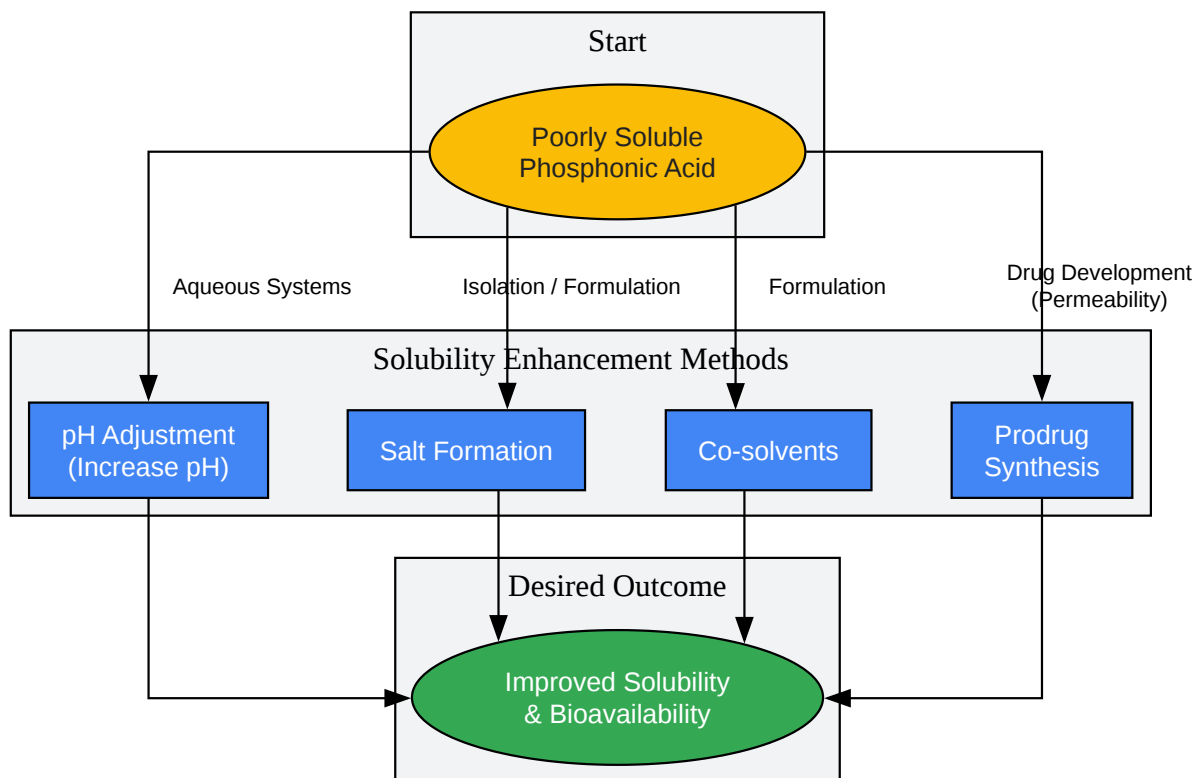 Start
Poorly Soluble
Phosphonic Acid
Aqueous Systems
Isolation / Formulation
Formulation
Drug Development
(Permeability)
Solubility Enhancement Methods
pH Adjustment
(Increase pH)
Salt Formation
Co-solvents
Prodrug
Synthesis
Desired Outcome
Improved Solubility
& Bioavailability